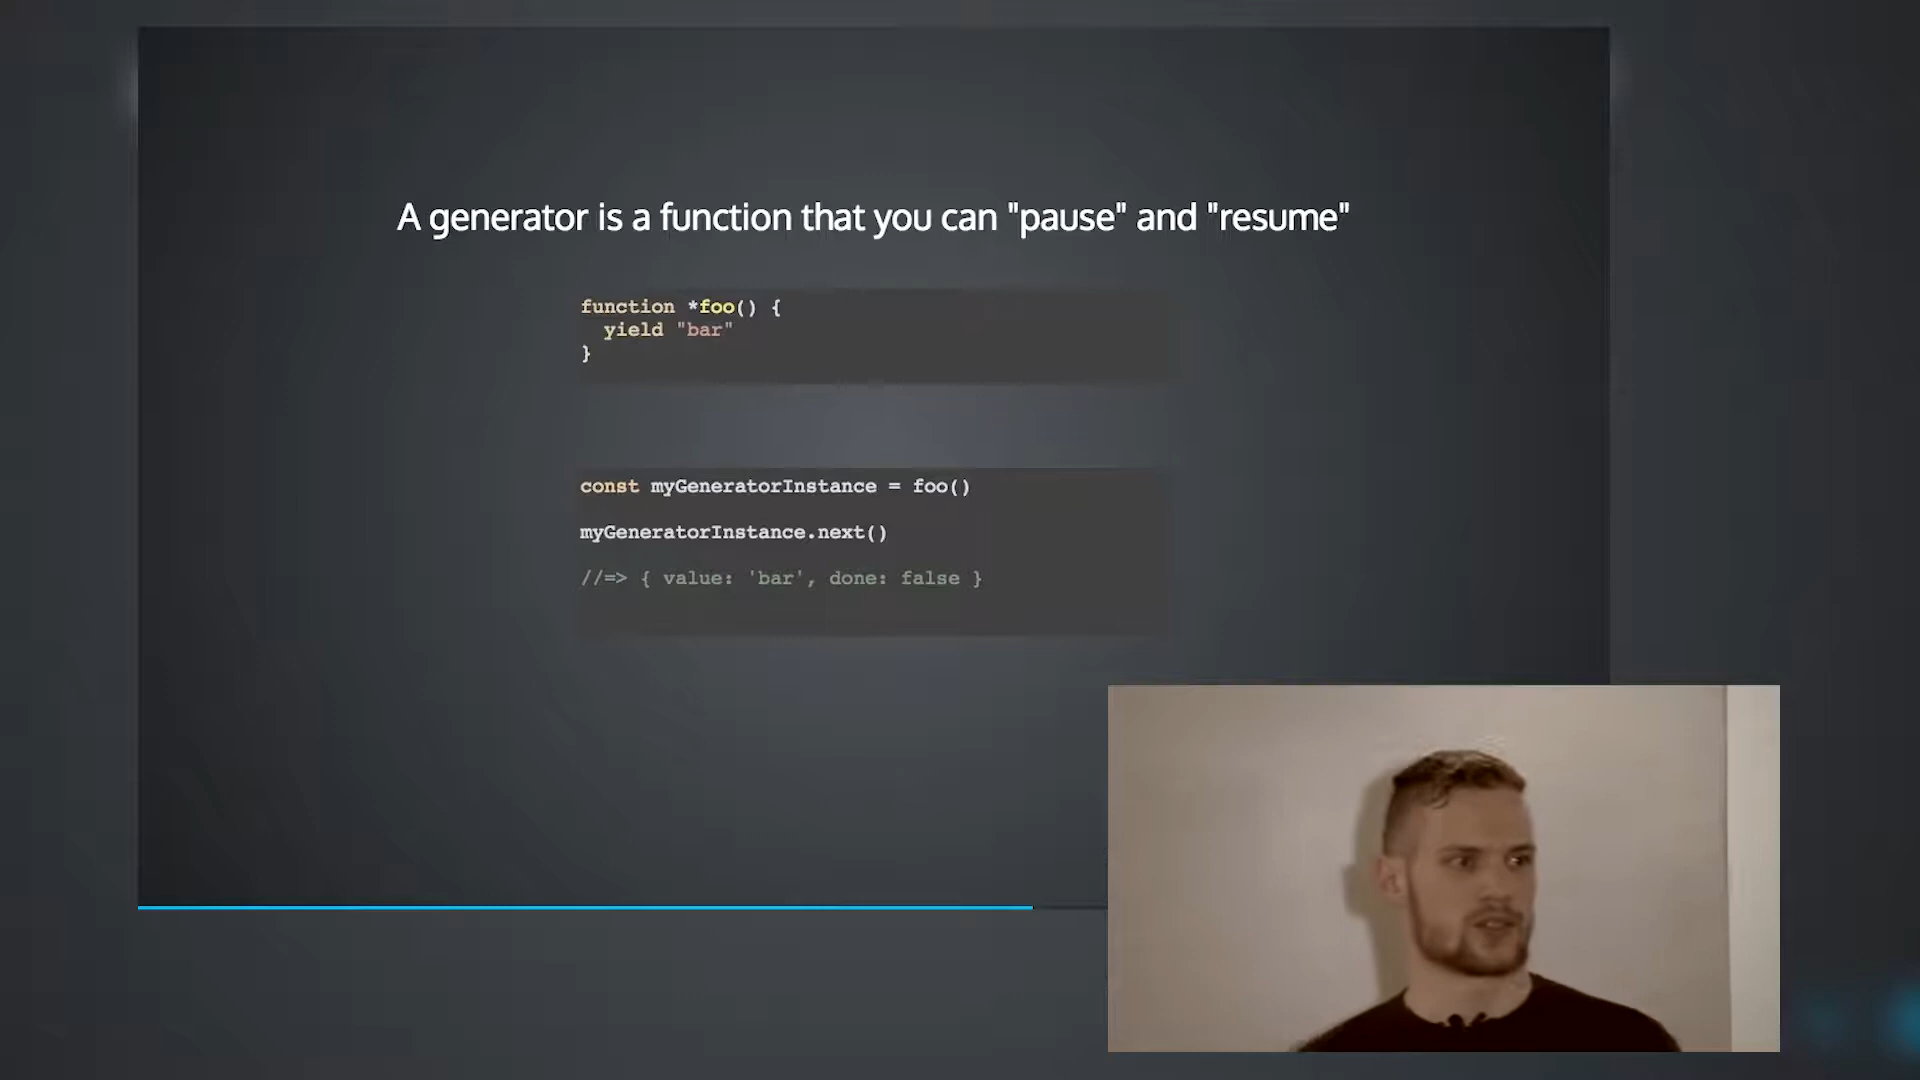 A generator is a function that you can "pause" and "resume"
function *foo() {
yield "bar"
}
const myGeneratorInstance = foo()
myGeneratorInstance.next()
//=> { value: 'bar', done: false }